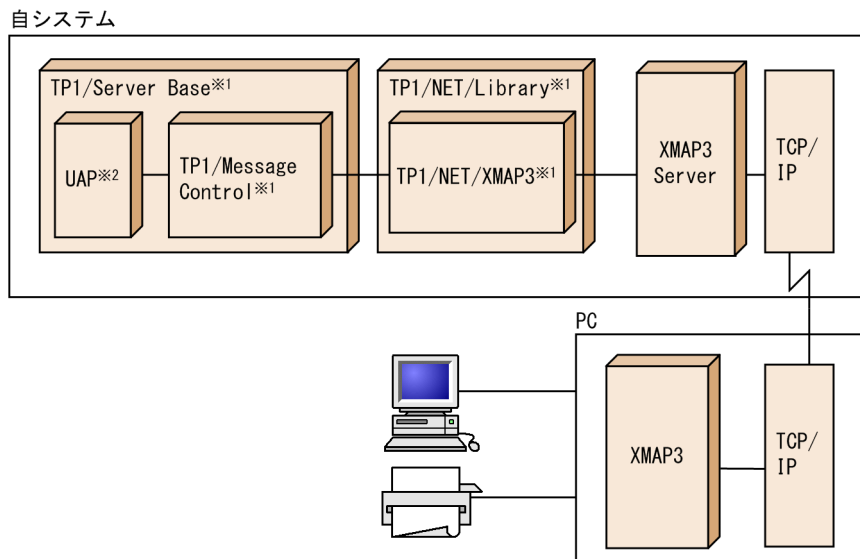 自システム
TP1/Server Base※1
UAP※2
TP1/Message
Control※1
TP1/NET/Library※1
TP1/NET/XMAP3※1
XMAP3
Server
TCP/
IP
PC
XMAP3
TCP/
IP